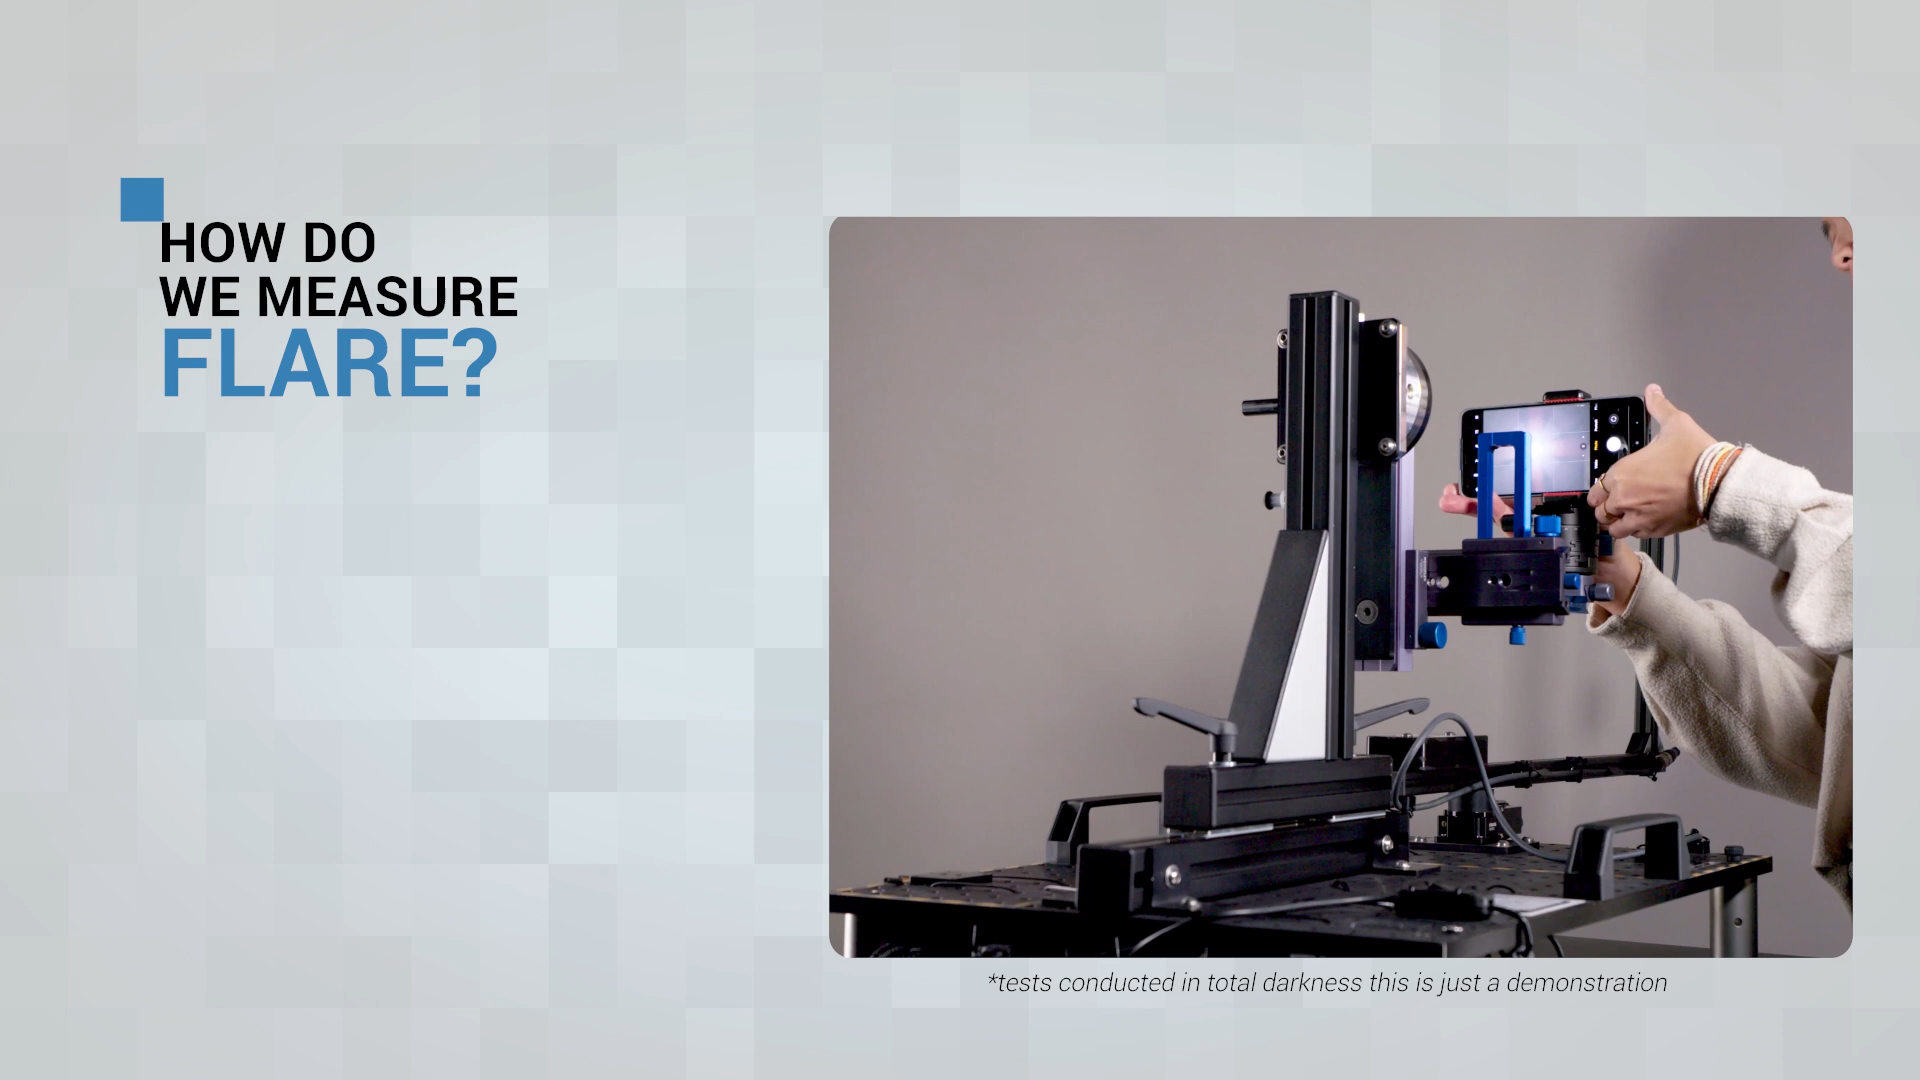 HOW DO
WE MEASURE
FLARE?
*tests conducted in total darkness this is just a demonstration